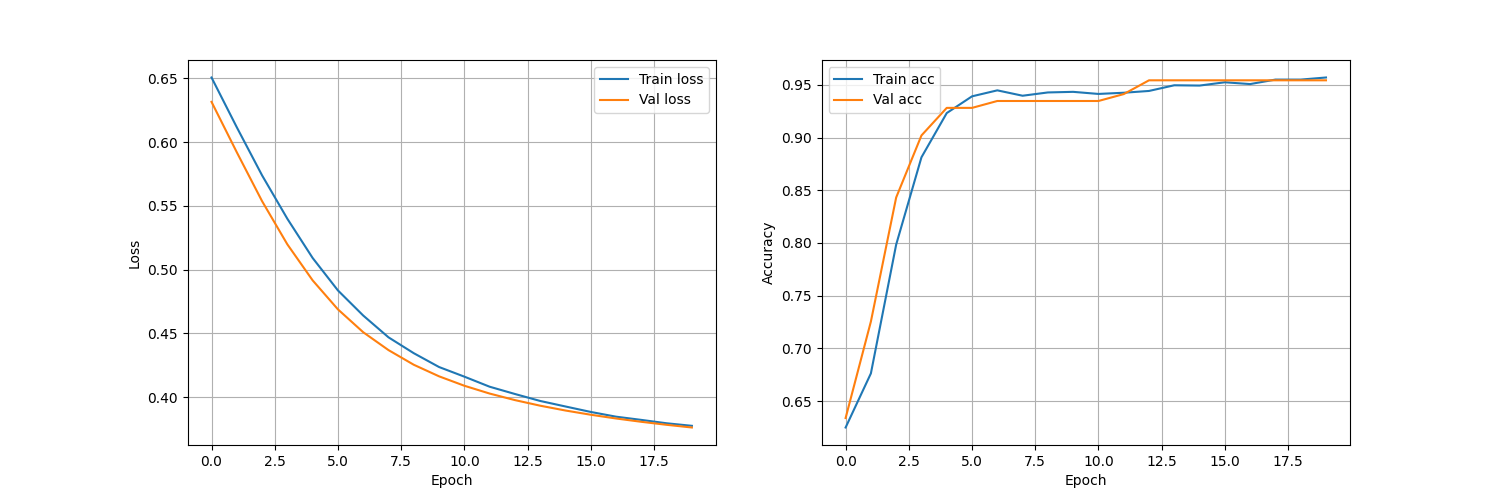 0.65
0.60
0.55
0.50
0.45
0.40
Loss
0.0 2.5 5.0 7.5 10.0 12.5 15.0 17.5
Epoch
Train loss
Val loss
0.95
0.90
0.85
0.80
0.75
0.70
0.65
Accuracy
0.0 2.5 5.0 7.5 10.0 12.5 15.0 17.5
Epoch
Train acc
Val acc